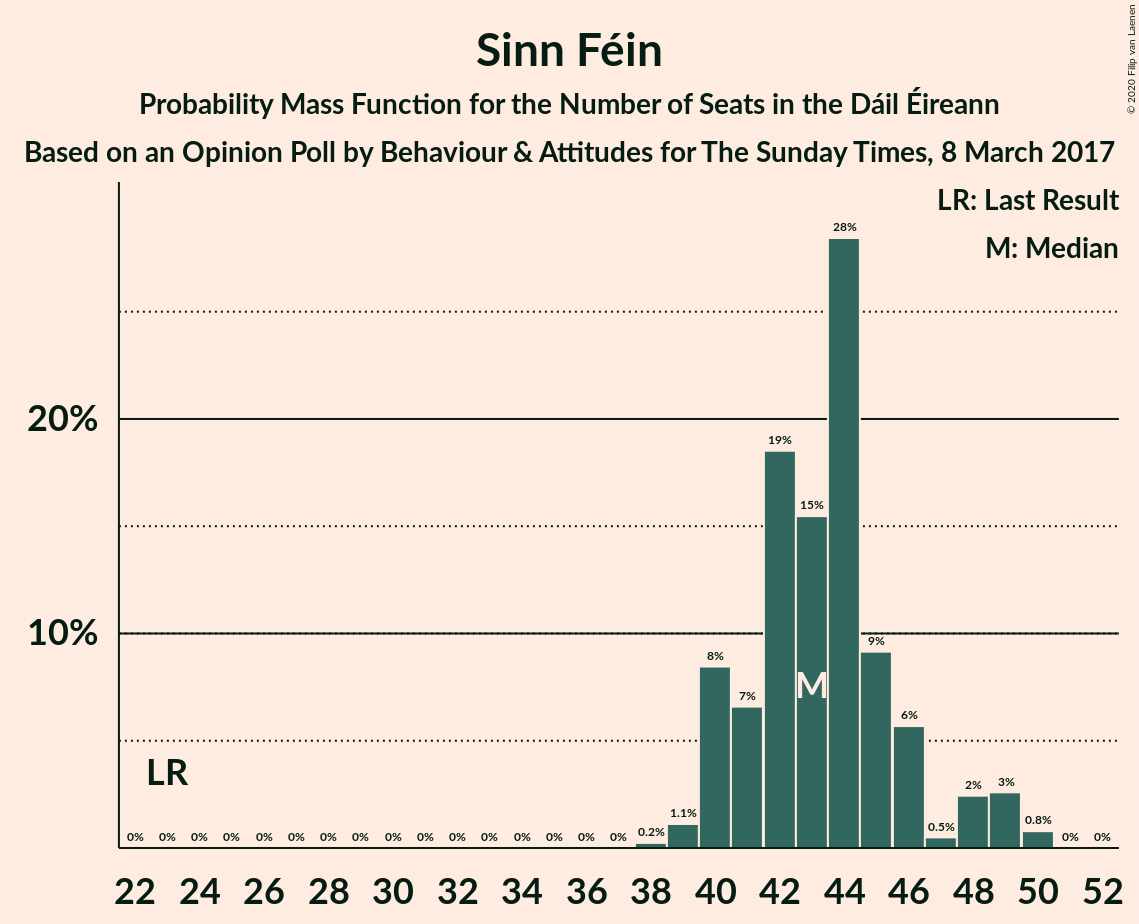 © 2020 Filip van Laenen
Sinn Féin
Probability Mass Function for the Number of Seats in the Dáil Éireann
Based on an Opinion Poll by Behaviour & Attitudes for The Sunday Times, 8 March 2017
LR: Last Result
M: Median
28%
20%
19%
15%
10%
9%
8%
7%
M
6%
LR
0% 0% 0% 0% 0% 0% 0% 0% 0% 0% 0% 0% 0% 0% 0% 0% 0.2% 1.1% 0.5% 2% 3% 0.8% 0% 0%
22 24 26 28 30 32 34 36 38 40 42 44 46 48 50 52